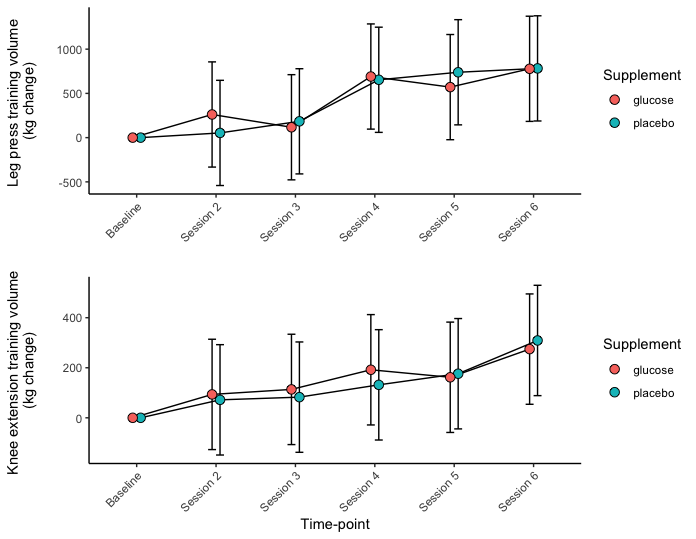 Leg press training volume
(kg change)
1000
500
0
-500
Baseline
Session 2
Session 3
Session 4
Session 5
Session 6
Supplement
glucose
placebo
Knee extension training volume
(kg change)
400
200
0
Baseline
Session 2
Session 3
Session 4
Session 5
Session 6
Time-point
Supplement
glucose
placebo